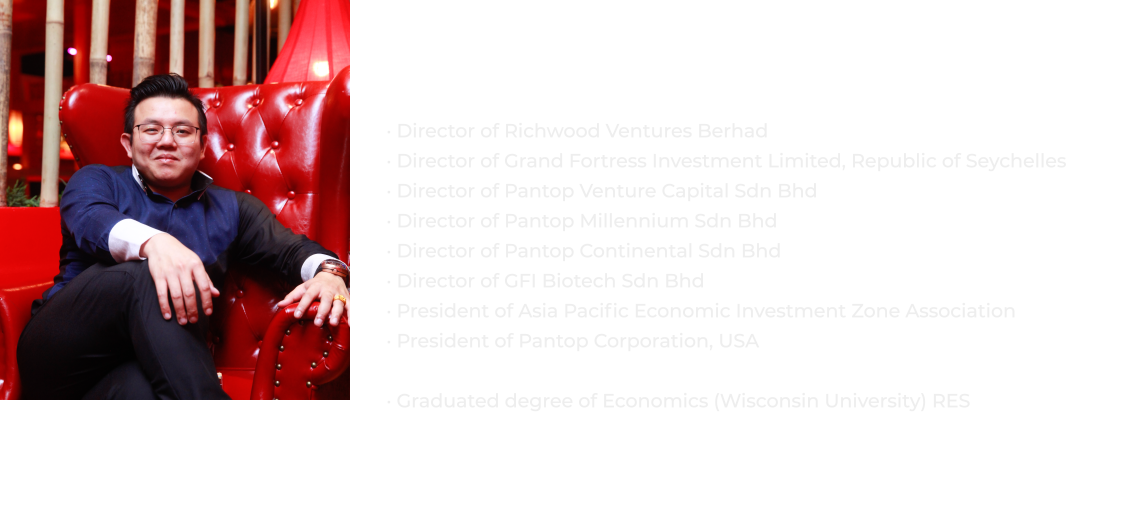 · Director of Richwood Ventures Berhad
· Director of Grand Fortress Investment Limited, Republic of Seychelles
· Director of Pantop Venture Capital Sdn Bhd
· Director of Pantop Millennium Sdn Bhd
· Director of Pantop Continental Sdn Bhd
· Director of GFI Biotech Sdn Bhd
· President of Asia Pacific Economic Investment Zone Association
· President of Pantop Corporation, USA
· Graduated degree of Economics (Wisconsin University) RES